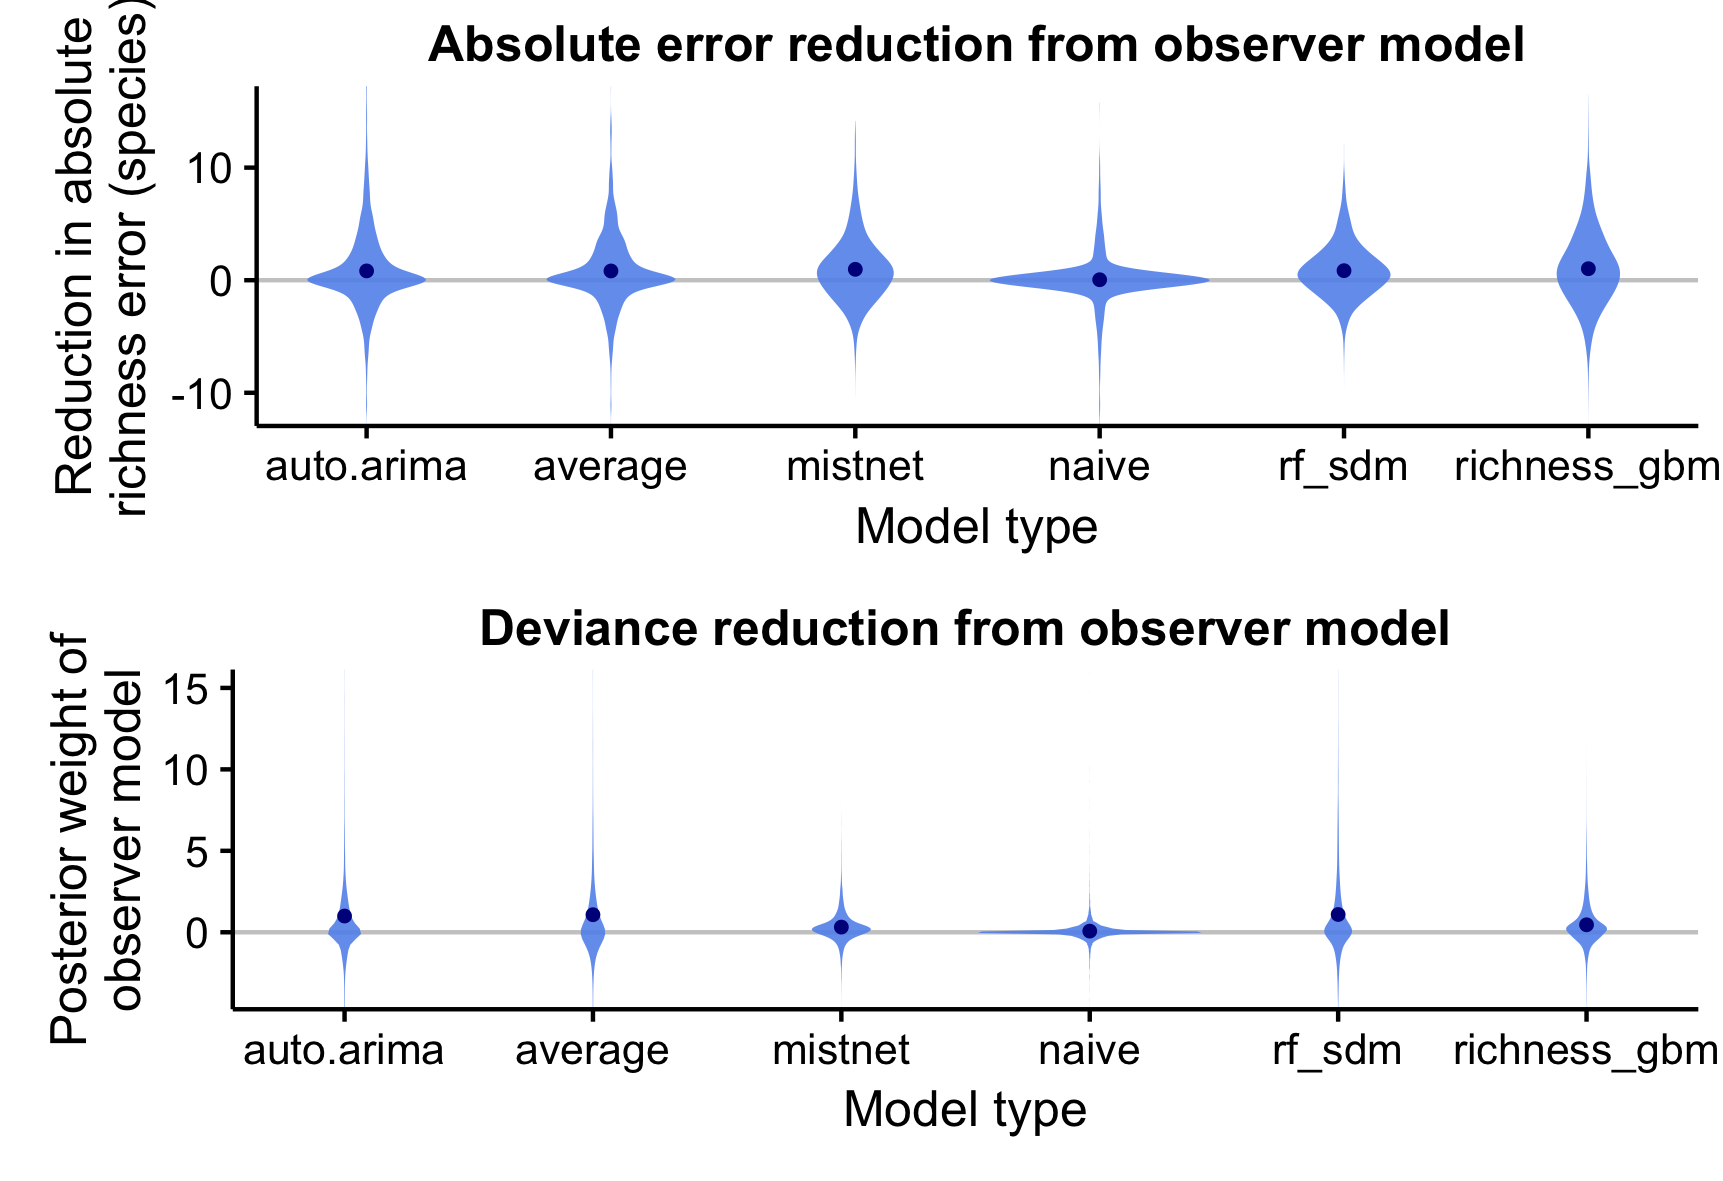 Absolute error reduction from observer model
Reduction in absolute
richness error (species)
10
0
-10
auto.arima average mistnet naive rf_sdm richness_gbm
Model type
Deviance reduction from observer model
Posterior weight of
observer model
15
10
5
0
auto.arima average mistnet naive rf_sdm richness_gbm
Model type